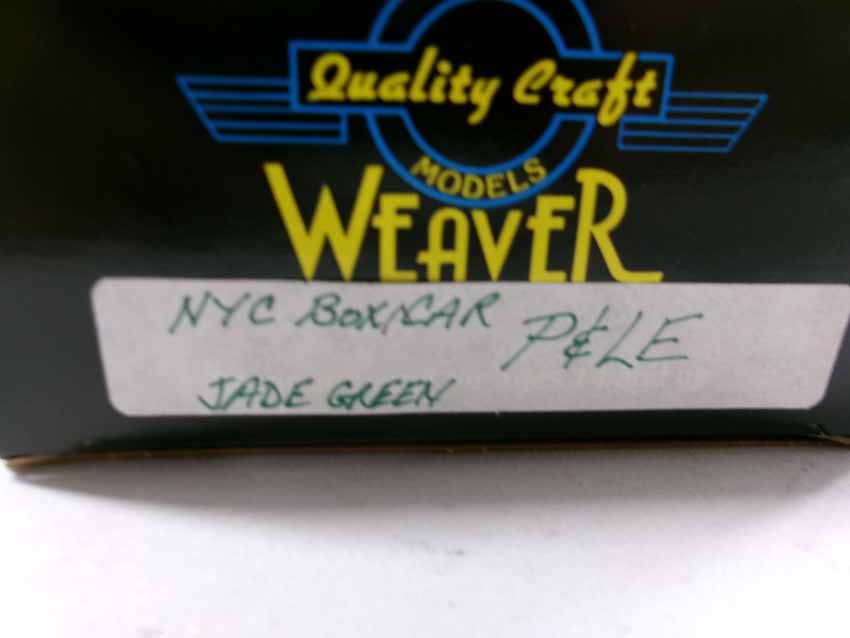 Quality Craft
MODELS
WEAVER
NYC BOX/CAR P&LE
JADE GREEN